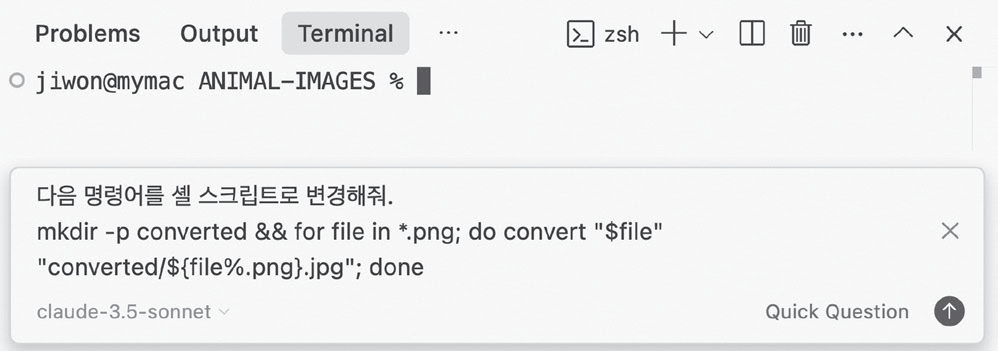 Problems Output Terminal ··· zsh
jiwon@mymac ANIMAL-IMAGES %
다음 명령어를 셸 스크립트로 변경해줘.
mkdir -p converted && for file in *.png; do convert "$file"
"converted/${file%.png}.jpg"; done
claude-3.5-sonnet Quick Question